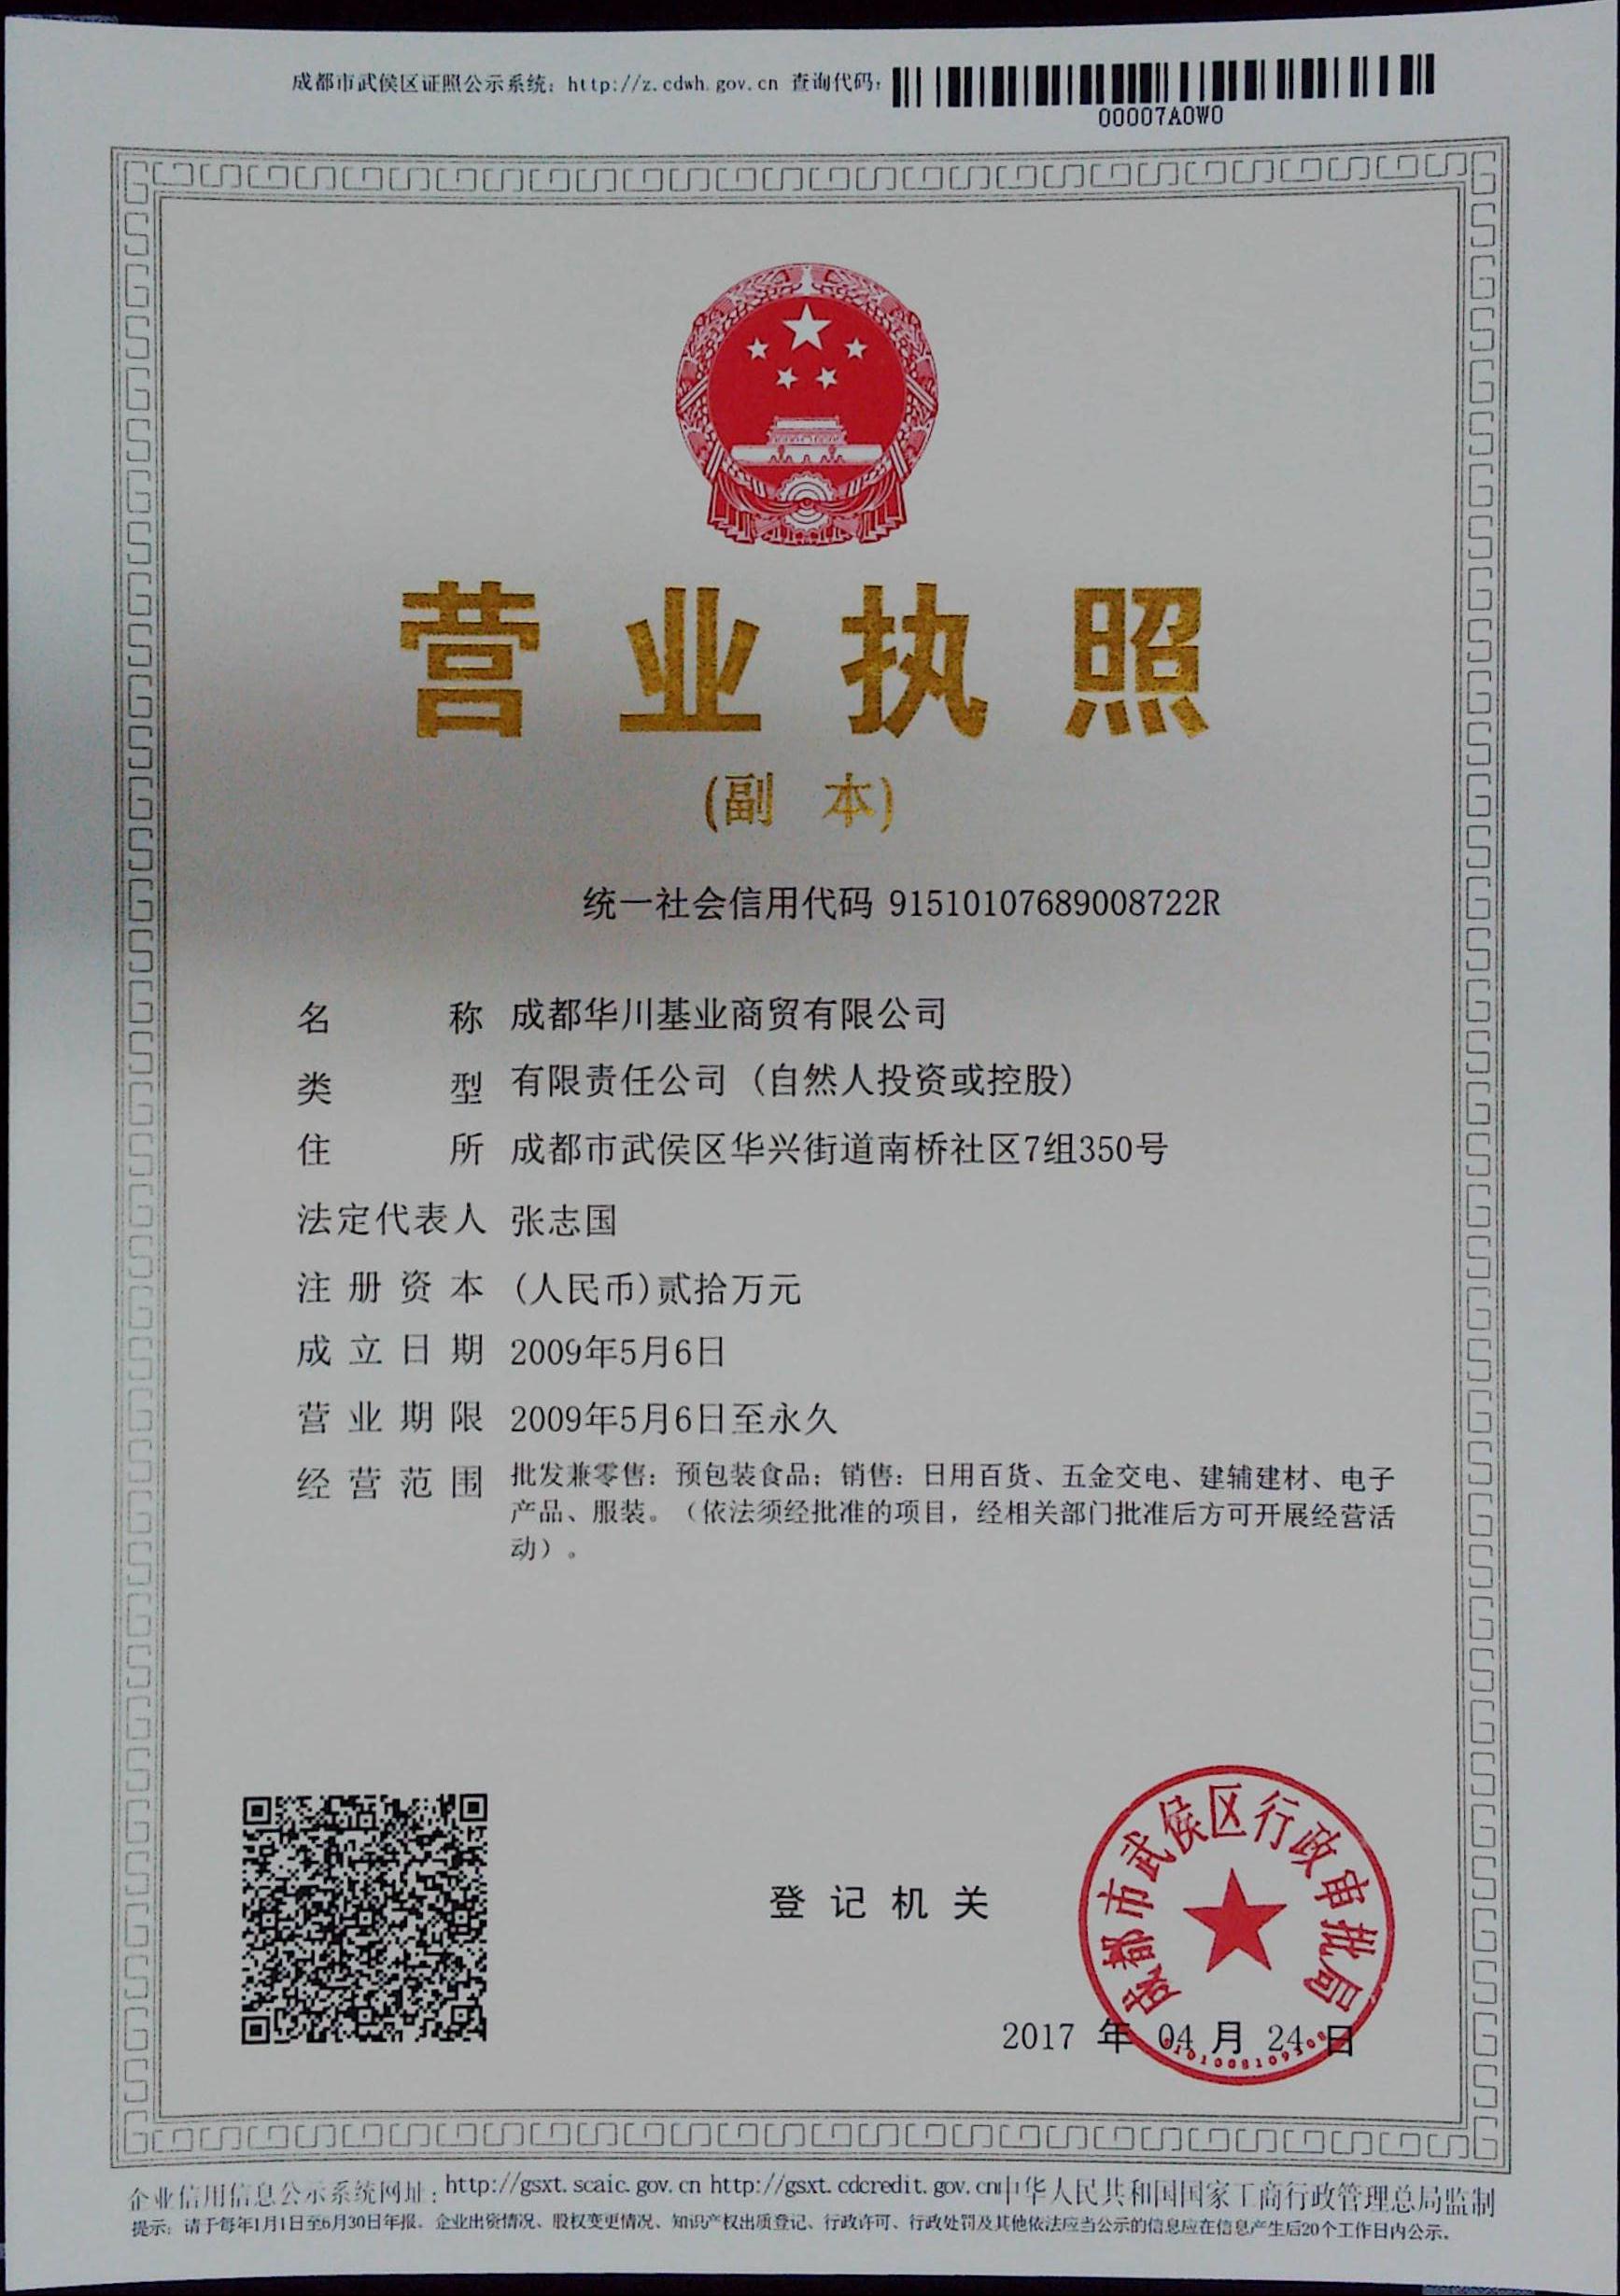 成都市武侯区证照公示系统：http://z.cdwh.gov.cn 查询代码：
00007A0W0
营业执照
(副 本)
统一社会信用代码 91510107689008722R
名 称 成都华川基业商贸有限公司
类 型 有限责任公司（自然人投资或控股）
住 所 成都市武侯区华兴街道南桥社区7组350号
法定代表人 张志国
注册资本 (人民币)贰拾万元
成立日期 2009年5月6日
营业期限 2009年5月6日至永久
经营范围 批发兼零售：预包装食品；销售：日用百货、五金交电、建辅建材、电子
产品、服装。（依法须经批准的项目，经相关部门批准后方可开展经营活
动）。
成都市武侯区行政审批局
登记机关
2017 年 04 月 24 日
企业信用信息公示系统网址：http://gsxt.scaic.gov.cn http://gsxt.cdcredit.gov.cn 中华人民共和国国家工商行政管理总局监制
提示：请于每年1月1日至6月30日年报。企业出资情况、股权变更情况、知识产权出质登记、行政许可、行政处罚及其他依法应当公示的信息应在信息产生后20个工作日内公示。